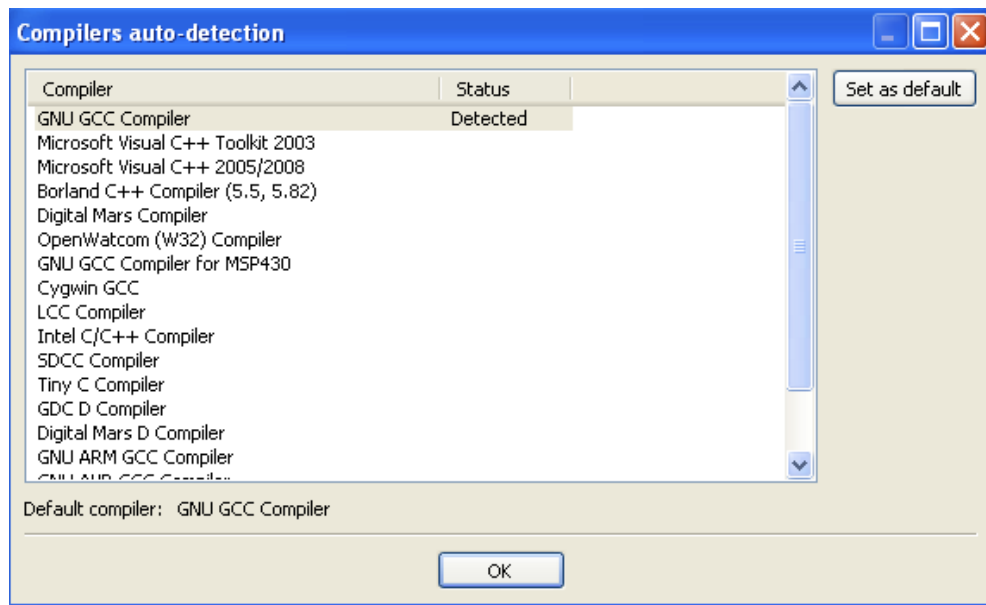 Compilers auto-detection
Compiler Status
Set as default
GNU GCC Compiler Detected
Microsoft Visual C++ Toolkit 2003
Microsoft Visual C++ 2005/2008
Borland C++ Compiler (5.5, 5.82)
Digital Mars Compiler
OpenWatcom (W32) Compiler
GNU GCC Compiler for MSP430
Cygwin GCC
LCC Compiler
Intel C/C++ Compiler
SDCC Compiler
Tiny C Compiler
GDC D Compiler
Digital Mars D Compiler
GNU ARM GCC Compiler
Default compiler: GNU GCC Compiler
OK